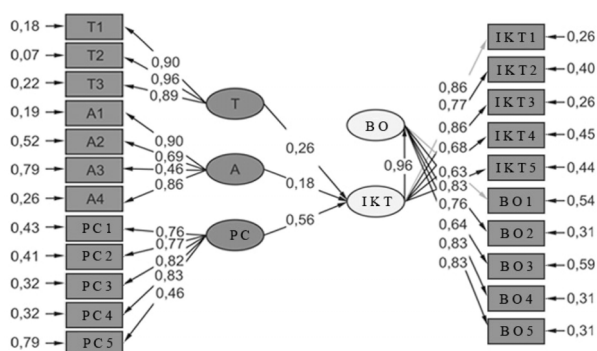 0,18 T1
0,07 T2
0,22 T3
0,19 A1
0,52 A2
0,79 A3
0,26 A4
0,43 PC1
0,41 PC2
0,32 PC3
0,32 PC4
0,79 PC5
0,90
0,96
0,89
0,90
0,69
0,46
0,86
0,76
0,77
0,82
0,83
0,46
T
A
PC
0,26
0,18
0,56
BO
0,96
IKT
0,86
0,77
0,86
0,68
0,63
0,83
0,76
0,64
0,83
0,83
IKT1 0,26
IKT2 0,40
IKT3 0,26
IKT4 0,45
IKT5 0,44
BO1 0,54
BO2 0,31
BO3 0,59
BO4 0,31
BO5 0,31